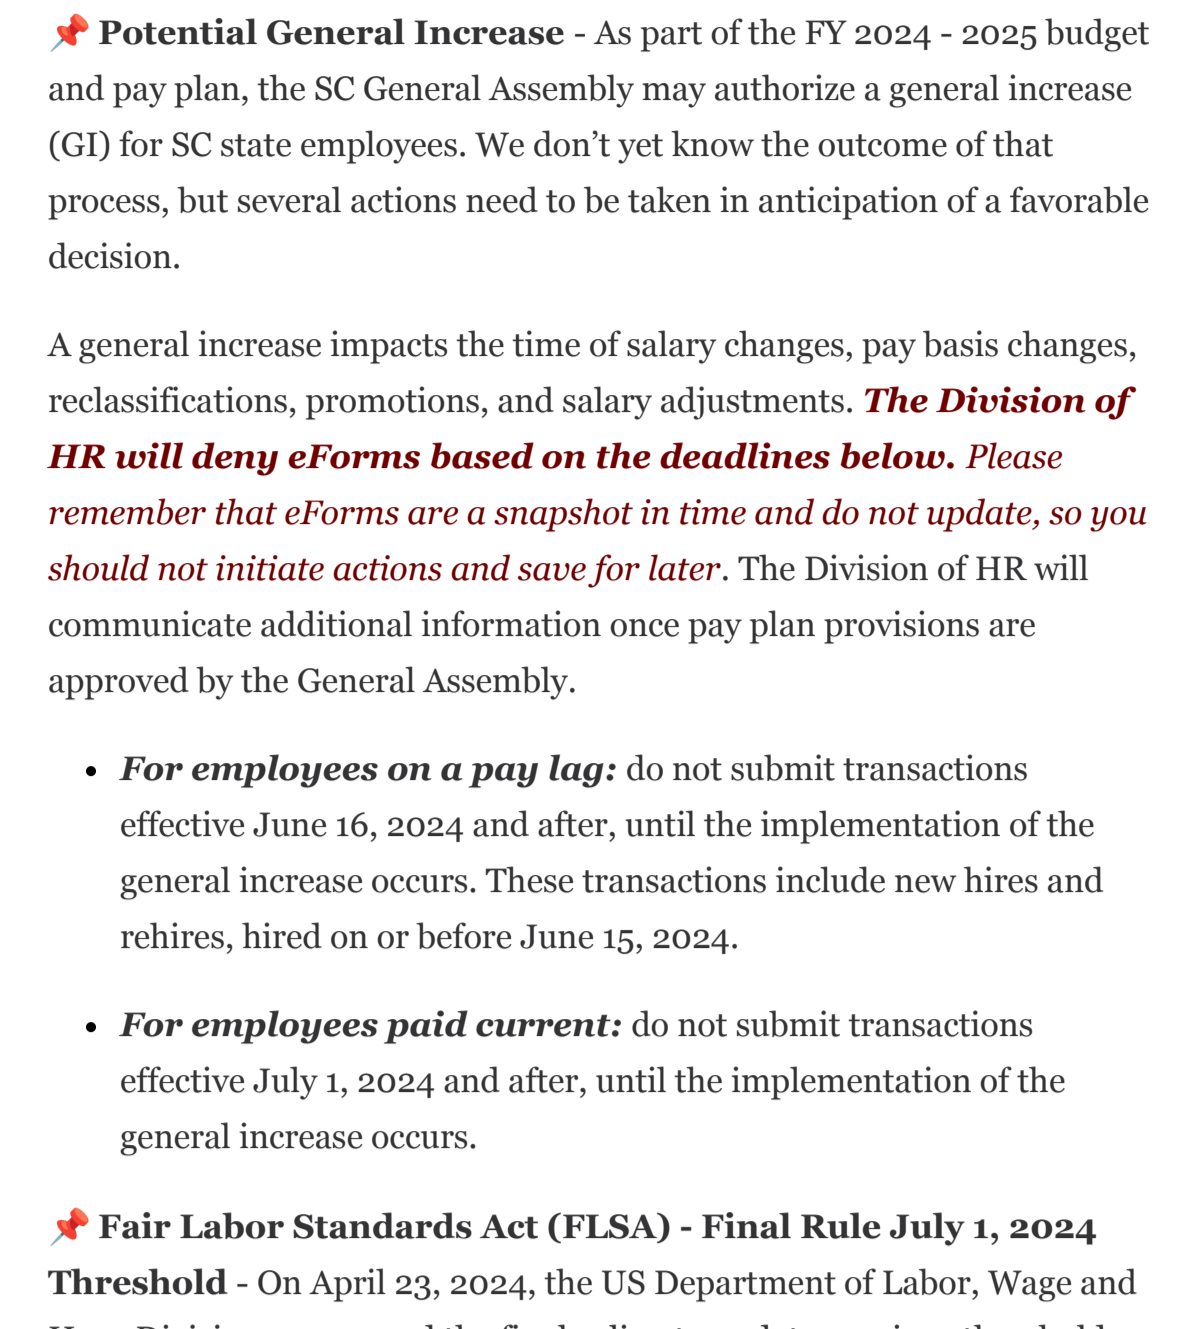 📌 Potential General Increase - As part of the FY 2024 - 2025 budget
and pay plan, the SC General Assembly may authorize a general increase
(GI) for SC state employees. We don’t yet know the outcome of that
process, but several actions need to be taken in anticipation of a favorable
decision.
A general increase impacts the time of salary changes, pay basis changes,
reclassifications, promotions, and salary adjustments. The Division of
HR will deny eForms based on the deadlines below. Please
remember that eForms are a snapshot in time and do not update, so you
should not initiate actions and save for later. The Division of HR will
communicate additional information once pay plan provisions are
approved by the General Assembly.
• For employees on a pay lag: do not submit transactions
effective June 16, 2024 and after, until the implementation of the
general increase occurs. These transactions include new hires and
rehires, hired on or before June 15, 2024.
• For employees paid current: do not submit transactions
effective July 1, 2024 and after, until the implementation of the
general increase occurs.
📌 Fair Labor Standards Act (FLSA) - Final Rule July 1, 2024
Threshold - On April 23, 2024, the US Department of Labor, Wage and